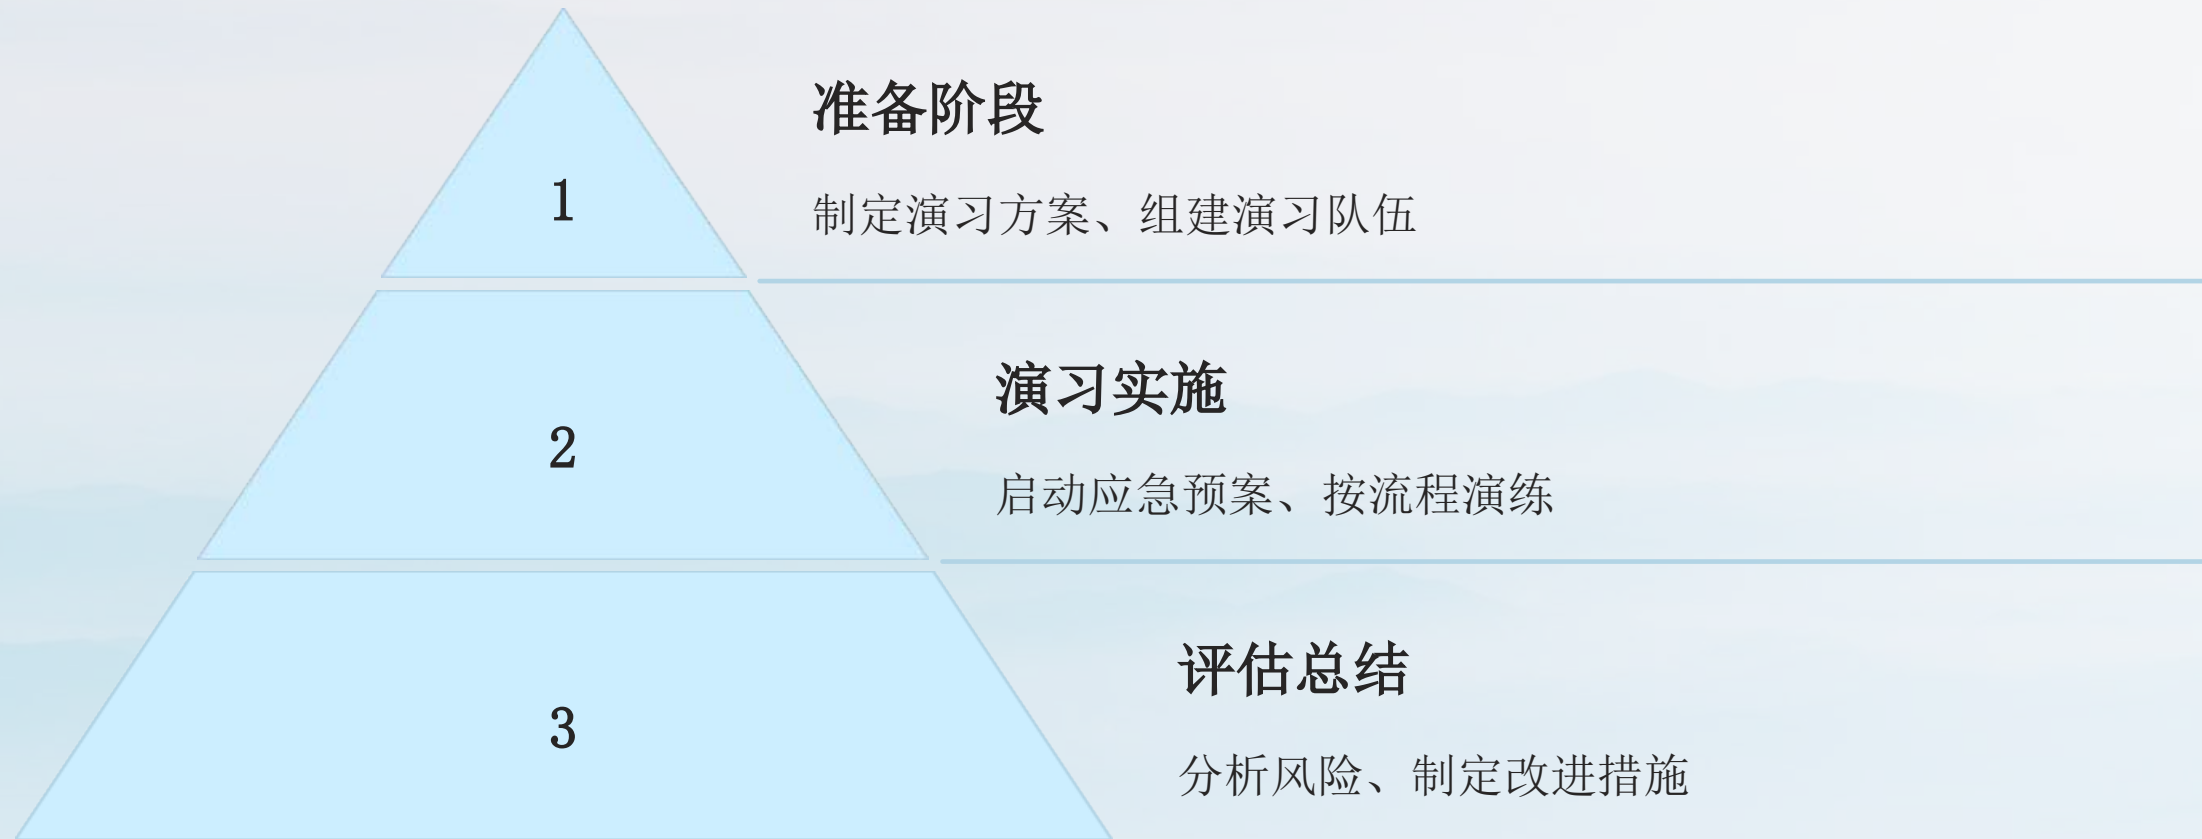 准备阶段
1
制定演习方案、组建演习队伍
演习实施
2
启动应急预案、按流程演练
评估总结
3
分析风险、制定改进措施